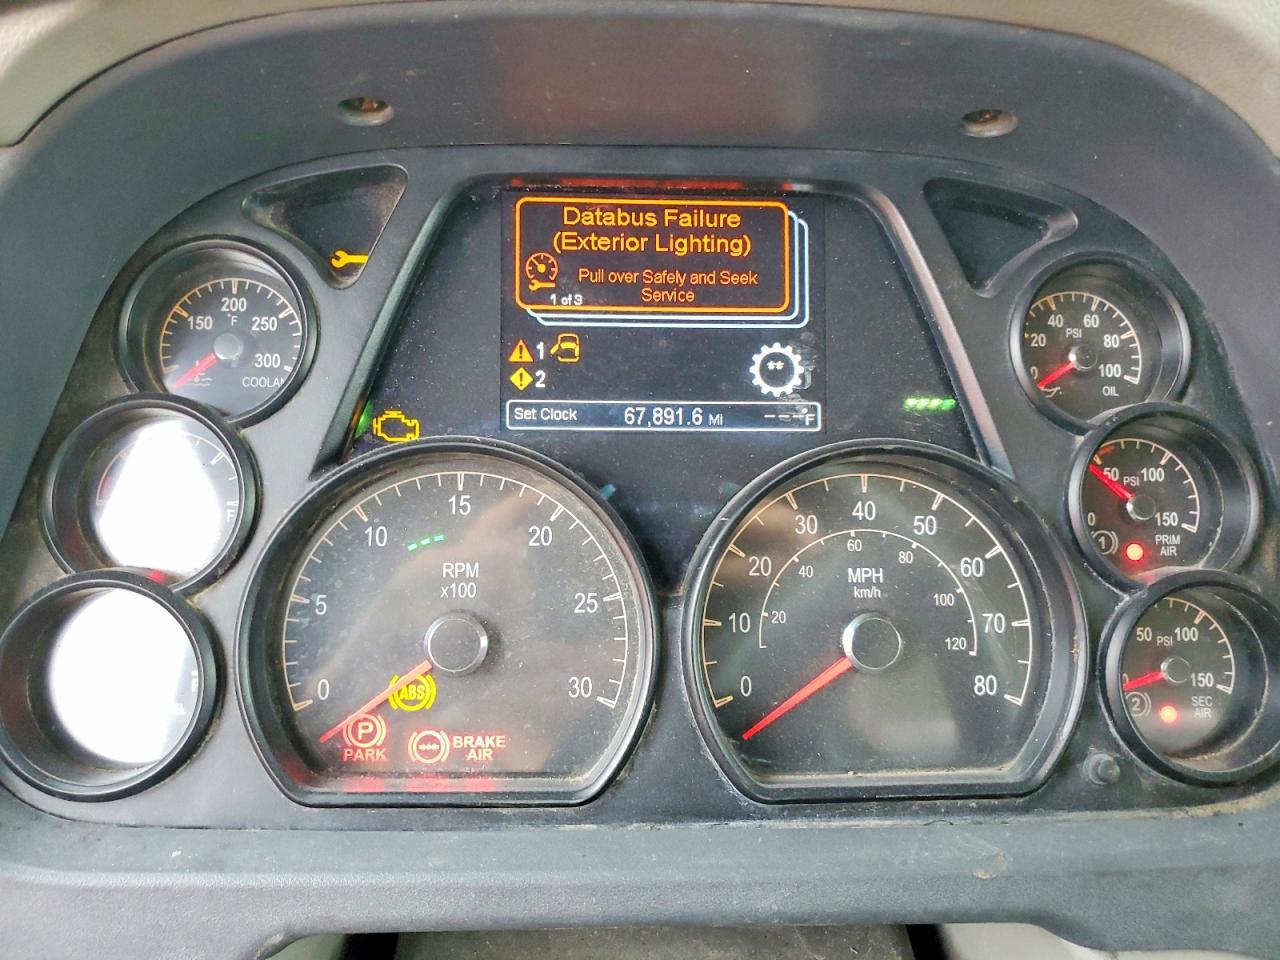 Databus Failure
(Exterior Lighting)
Pull over Safely and Seek
Service
1 of 3
1
2
**
Set Clock 67,891.6 MI ---°F
150 200 250 300
°F
COOLAN
0 20 40 60 80 100
PSI
OIL
0 50 100 150
PSI
1
PRIM
AIR
50 100 150
PSI
2
SEC
AIR
0 5 10 15 20 25 30
RPM
x100
ABS
P
PARK
BRAKE
AIR
0 10 20 30 40 50 60 70 80
MPH
km/h
20 40 60 80 100 120